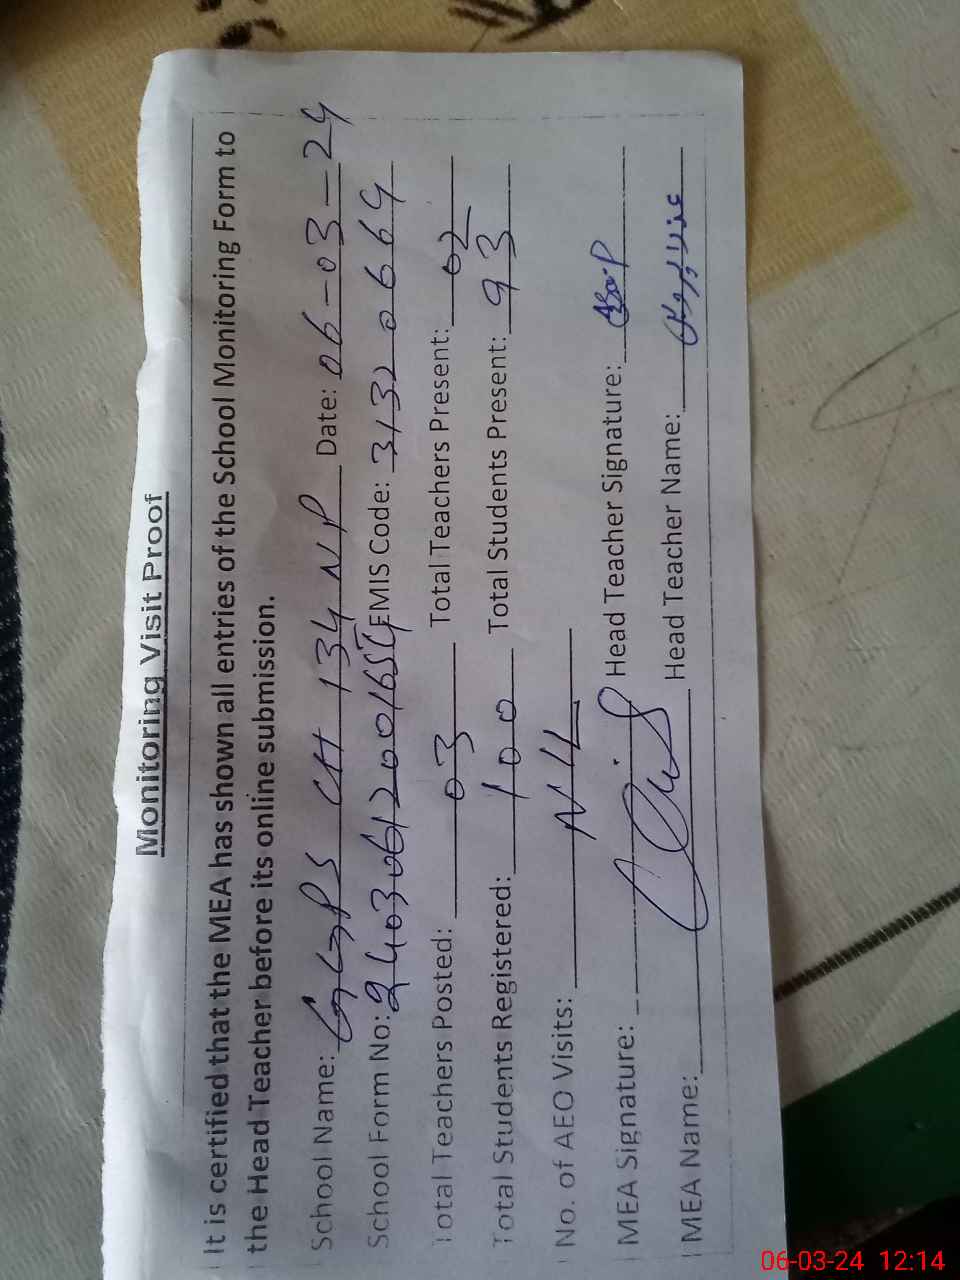 Monitoring Visit Proof
It is certified that the MEA has shown all entries of the School Monitoring Form to
the Head Teacher before its online submission.
School Name: GGPS CH 134 NP Date: 06-03-24
School Form No: EMIS Code: 31320664
Total Teachers Posted: 03 Total Teachers Present: 02
Total Students Registered: 100 Total Students Present: 93
No. of AEO Visits: NIL
MEA Signature: Head Teacher Signature:
MEA Name: Head Teacher Name: عذرا پروین
06-03-24 12:14